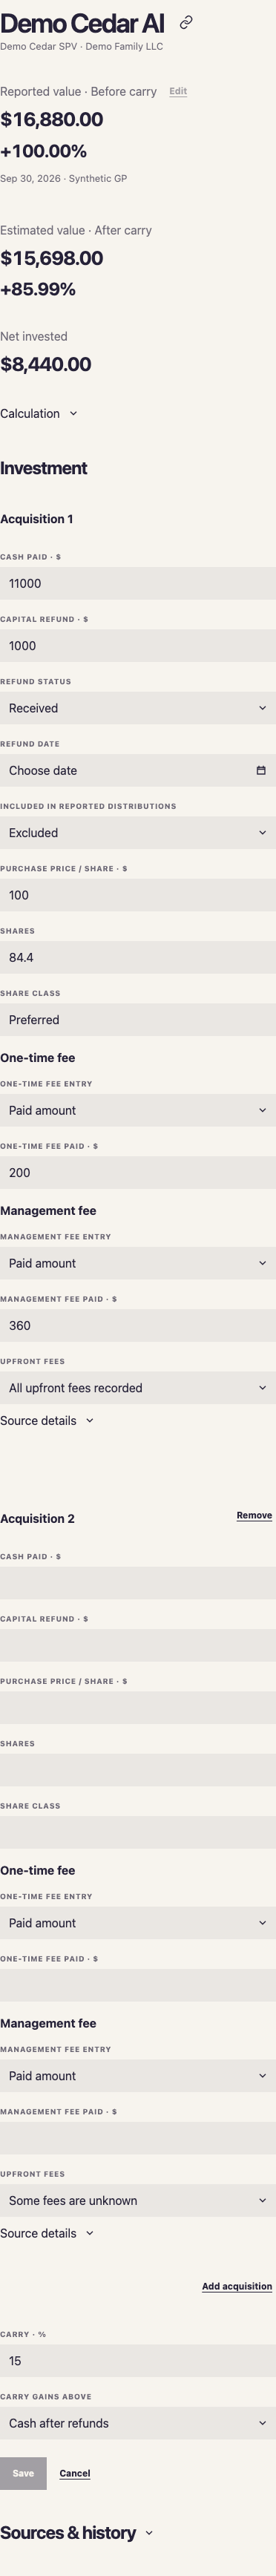 Demo Cedar AI
Demo Cedar SPV · Demo Family LLC
Reported value · Before carry Edit
$16,880.00
+100.00%
Sep 30, 2026 · Synthetic GP
Estimated value · After carry
$15,698.00
+85.99%
Net invested
$8,440.00
Calculation
Investment
Acquisition 1
CASH PAID · $
11000
CAPITAL REFUND · $
1000
REFUND STATUS
Received
REFUND DATE
Choose date
INCLUDED IN REPORTED DISTRIBUTIONS
Excluded
PURCHASE PRICE / SHARE · $
100
SHARES
84.4
SHARE CLASS
Preferred
One-time fee
ONE-TIME FEE ENTRY
Paid amount
ONE-TIME FEE PAID · $
200
Management fee
MANAGEMENT FEE ENTRY
Paid amount
MANAGEMENT FEE PAID · $
360
UPFRONT FEES
All upfront fees recorded
Source details
Acquisition 2 Remove
CASH PAID · $
CAPITAL REFUND · $
PURCHASE PRICE / SHARE · $
SHARES
SHARE CLASS
One-time fee
ONE-TIME FEE ENTRY
Paid amount
ONE-TIME FEE PAID · $
Management fee
MANAGEMENT FEE ENTRY
Paid amount
MANAGEMENT FEE PAID · $
UPFRONT FEES
Some fees are unknown
Source details
Add acquisition
CARRY · %
15
CARRY GAINS ABOVE
Cash after refunds
Save Cancel
Sources & history